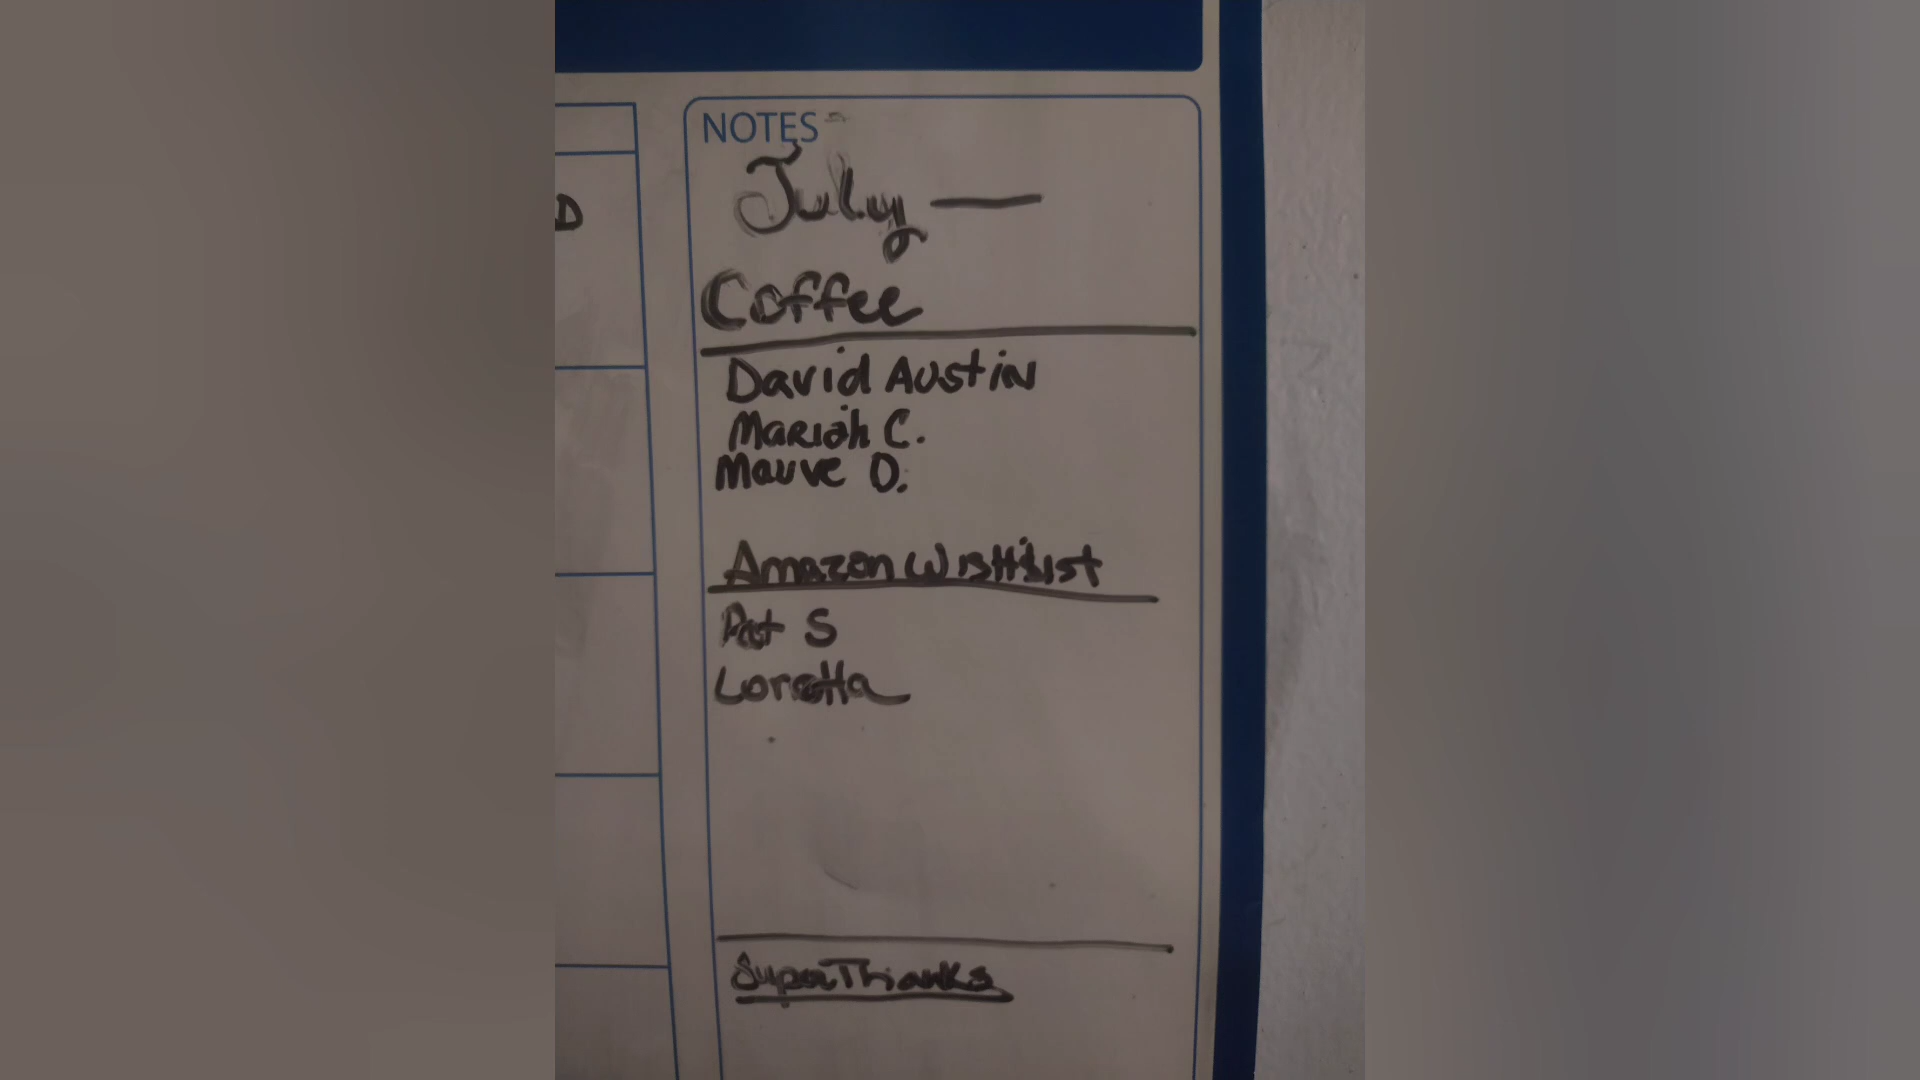 NOTES
July —
D
Coffee
David Austin
Mariah C.
Mauve D.
Amazon Wishlist
Pat S
Loretta
SuperThanks